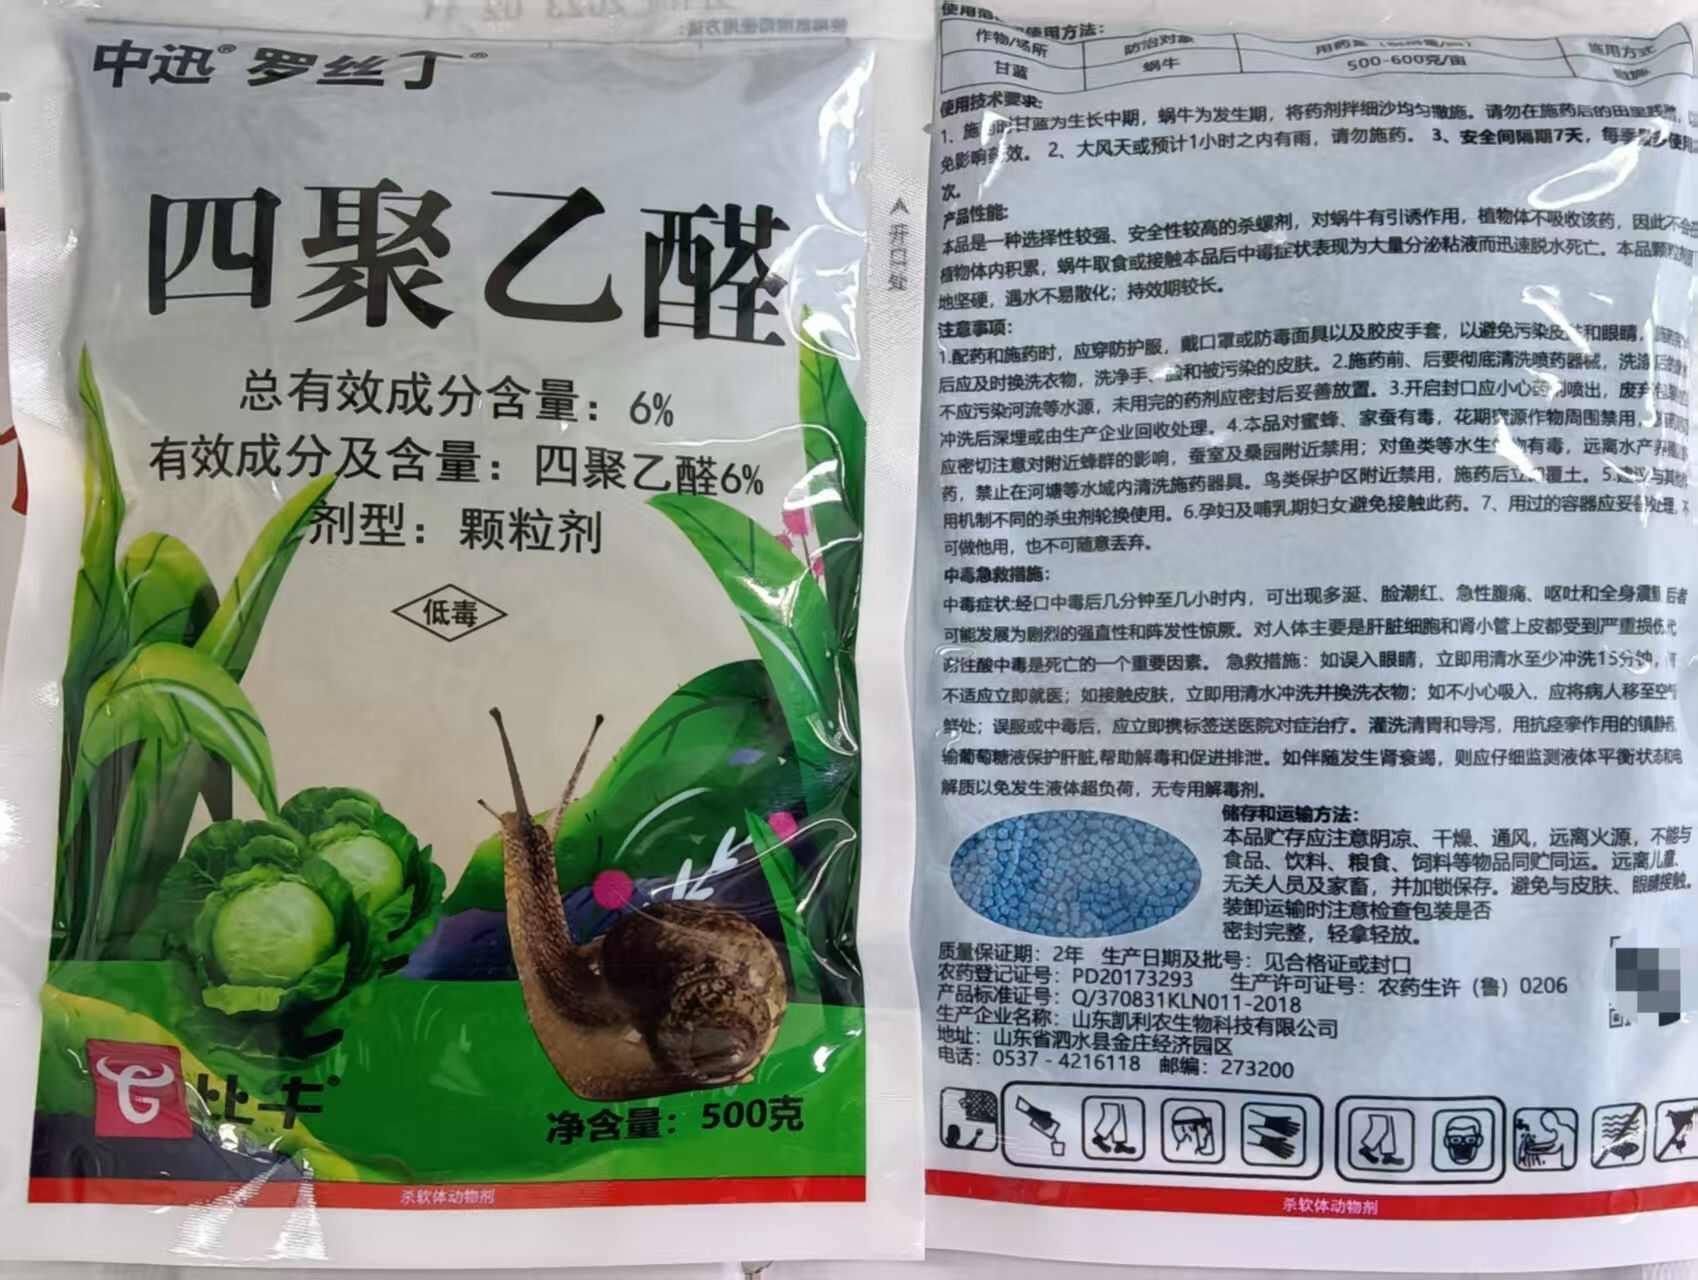 中迅® 罗丝丁®
四聚乙醛
总有效成分含量：6%
有效成分及含量：四聚乙醛6%
剂型：颗粒剂
低毒
比牛®
净含量：500克
杀软体动物剂
开口处
使用方法：
作物/场所 防治对象 施用方式
甘蓝 蜗牛 500-600克/亩
使用技术要求：
1、甘蓝为生长中期，蜗牛为发生期，将药剂拌细沙均匀撒施。请勿在施药后的田里
免影响药效。 2、大风天或预计1小时之内有雨，请勿施药。 3、安全间隔期7天，每季最多使用
次。
产品性能：
本品是一种选择性较强、安全性较高的杀螺剂，对蜗牛有引诱作用，植物体不吸收该药，因此不会在
植物体内积累，蜗牛取食或接触本品后中毒症状表现为大量分泌粘液而迅速脱水死亡。本品颗粒
地坚硬，遇水不易散化；持效期较长。
注意事项：
1.配药和施药时，应穿防护服，戴口罩或防毒面具以及胶皮手套，以避免污染皮肤和眼睛，
后应及时换洗衣物，洗净手、脸和被污染的皮肤。2.施药前、后要彻底清洗喷药器械，洗涤后
不应污染河流等水源，未用完的药剂应密封后妥善放置。3.开启封口应小心药剂喷出，废弃
冲洗后深埋或由生产企业回收处理。4.本品对蜜蜂、家蚕有毒，花期蜜源作物周围禁用，
应密切注意对附近蜂群的影响，蚕室及桑园附近禁用；对鱼类等水生生物有毒，远离水产养殖
药，禁止在河塘等水域内清洗施药器具。鸟类保护区附近禁用，施药后立即覆土。5.建议与其他
用机制不同的杀虫剂轮换使用。6.孕妇及哺乳期妇女避免接触此药。7、用过的容器应妥善处理，不
可做他用，也不可随意丢弃。
中毒急救措施：
中毒症状:经口中毒后几分钟至几小时内，可出现多涎、脸潮红、急性腹痛、呕吐和全身震颤 后者
可能发展为剧烈的强直性和阵发性惊厥。对人体主要是肝脏细胞和肾小管上皮都受到严重损伤代
谢性酸中毒是死亡的一个重要因素。 急救措施：如误入眼睛，立即用清水至少冲洗15分钟，
不适应立即就医；如接触皮肤，立即用清水冲洗并换洗衣物；如不小心吸入，应将病人移至空气
鲜处；误服或中毒后，应立即携标签送医院对症治疗。灌洗清胃和导泻，用抗痉挛作用的镇静药
输葡萄糖液保护肝脏,帮助解毒和促进排泄。如伴随发生肾衰竭，则应仔细监测液体平衡状态和电
解质以免发生液体超负荷，无专用解毒剂。
储存和运输方法：
本品贮存应注意阴凉、干燥、通风，远离火源，不能与
食品、饮料、粮食、饲料等物品同贮同运。远离儿童、
无关人员及家畜，并加锁保存。避免与皮肤、眼睛接触。
装卸运输时注意检查包装是否
密封完整，轻拿轻放。
质量保证期：2年 生产日期及批号：见合格证或封口
农药登记证号：PD20173293 生产许可证号：农药生许（鲁）0206
产品标准证号：Q/370831KLN011-2018
生产企业名称：山东凯利农生物科技有限公司
地址：山东省泗水县金庄经济园区
电话：0537 - 4216118 邮编：273200
杀软体动物剂